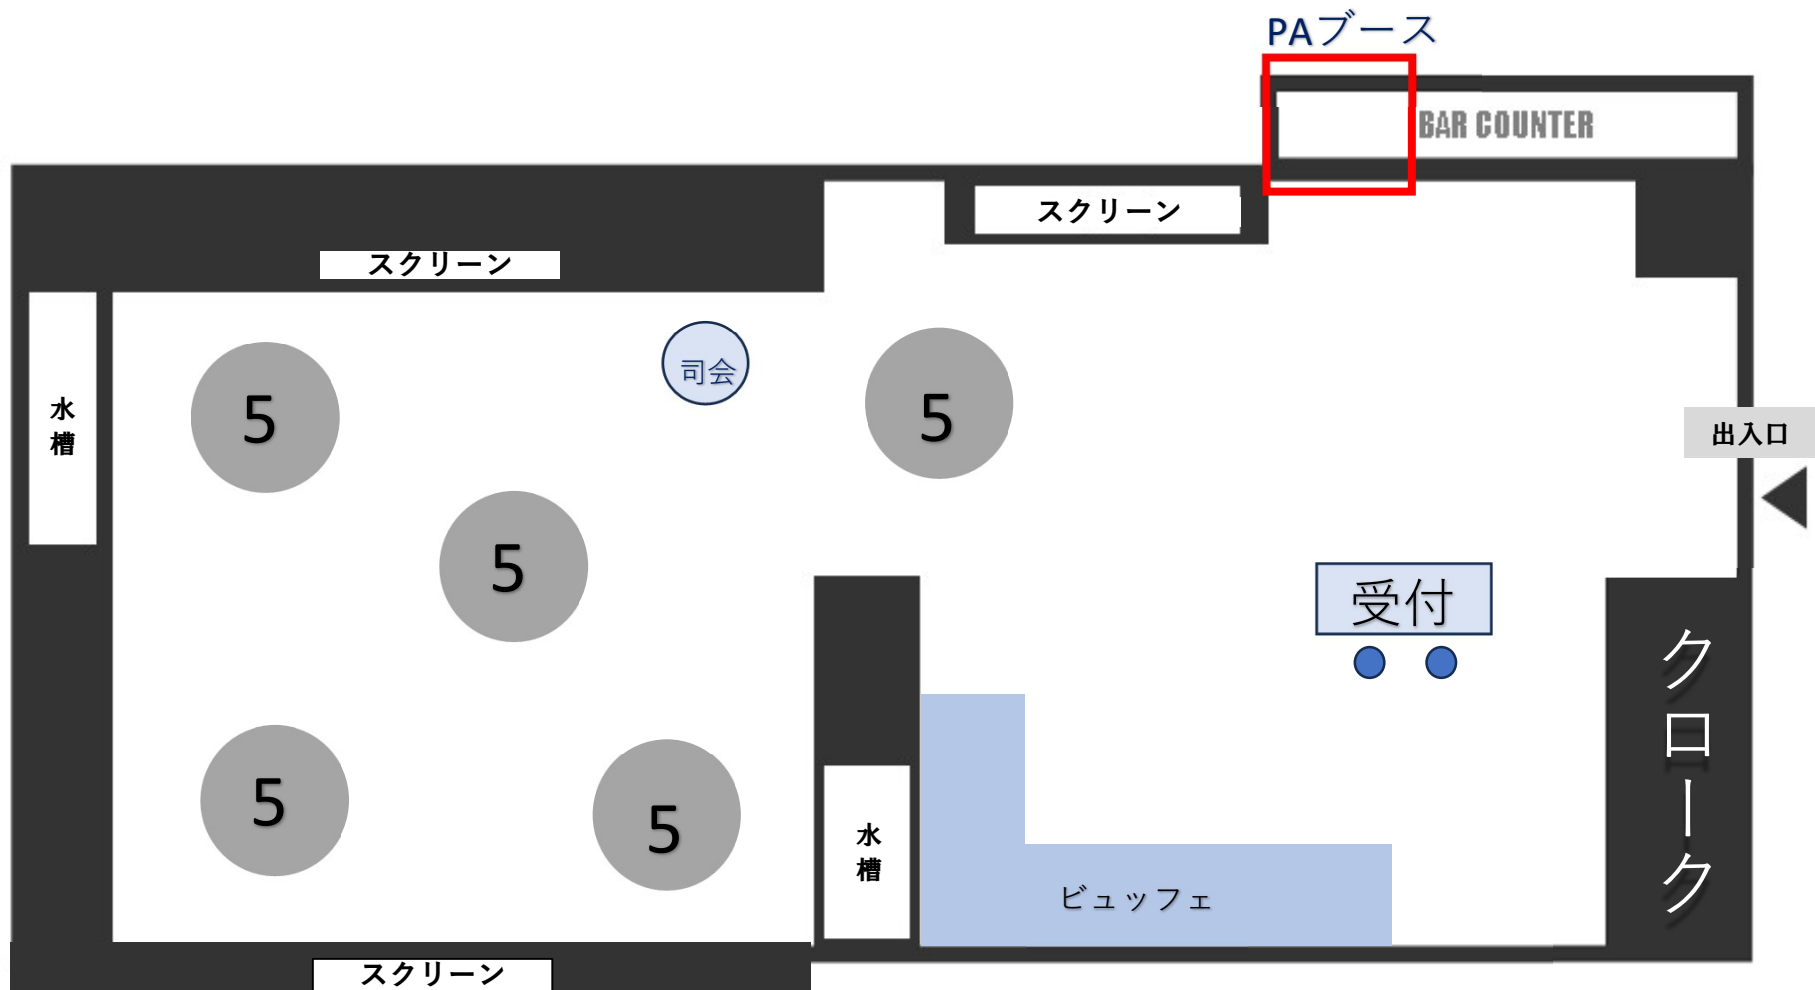 PAブース
BAR COUNTER
スクリーン
スクリーン
司会
水槽
5
5
出入口
5
受付
クローク
5
5
水槽
ビュッフェ
スクリーン